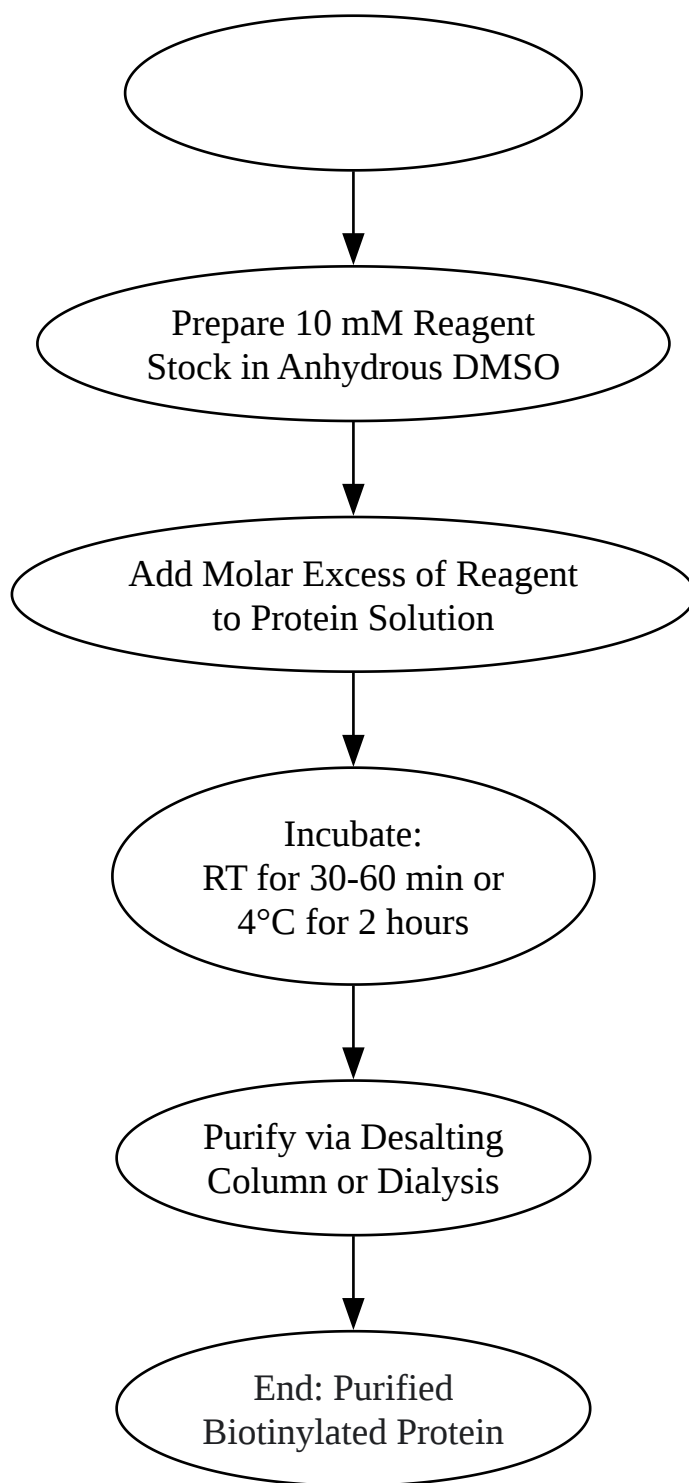 Prepare 10 mM Reagent
Stock in Anhydrous DMSO
Add Molar Excess of Reagent
to Protein Solution
Incubate:
RT for 30-60 min or
4°C for 2 hours
Purify via Desalting
Column or Dialysis
End: Purified
Biotinylated Protein